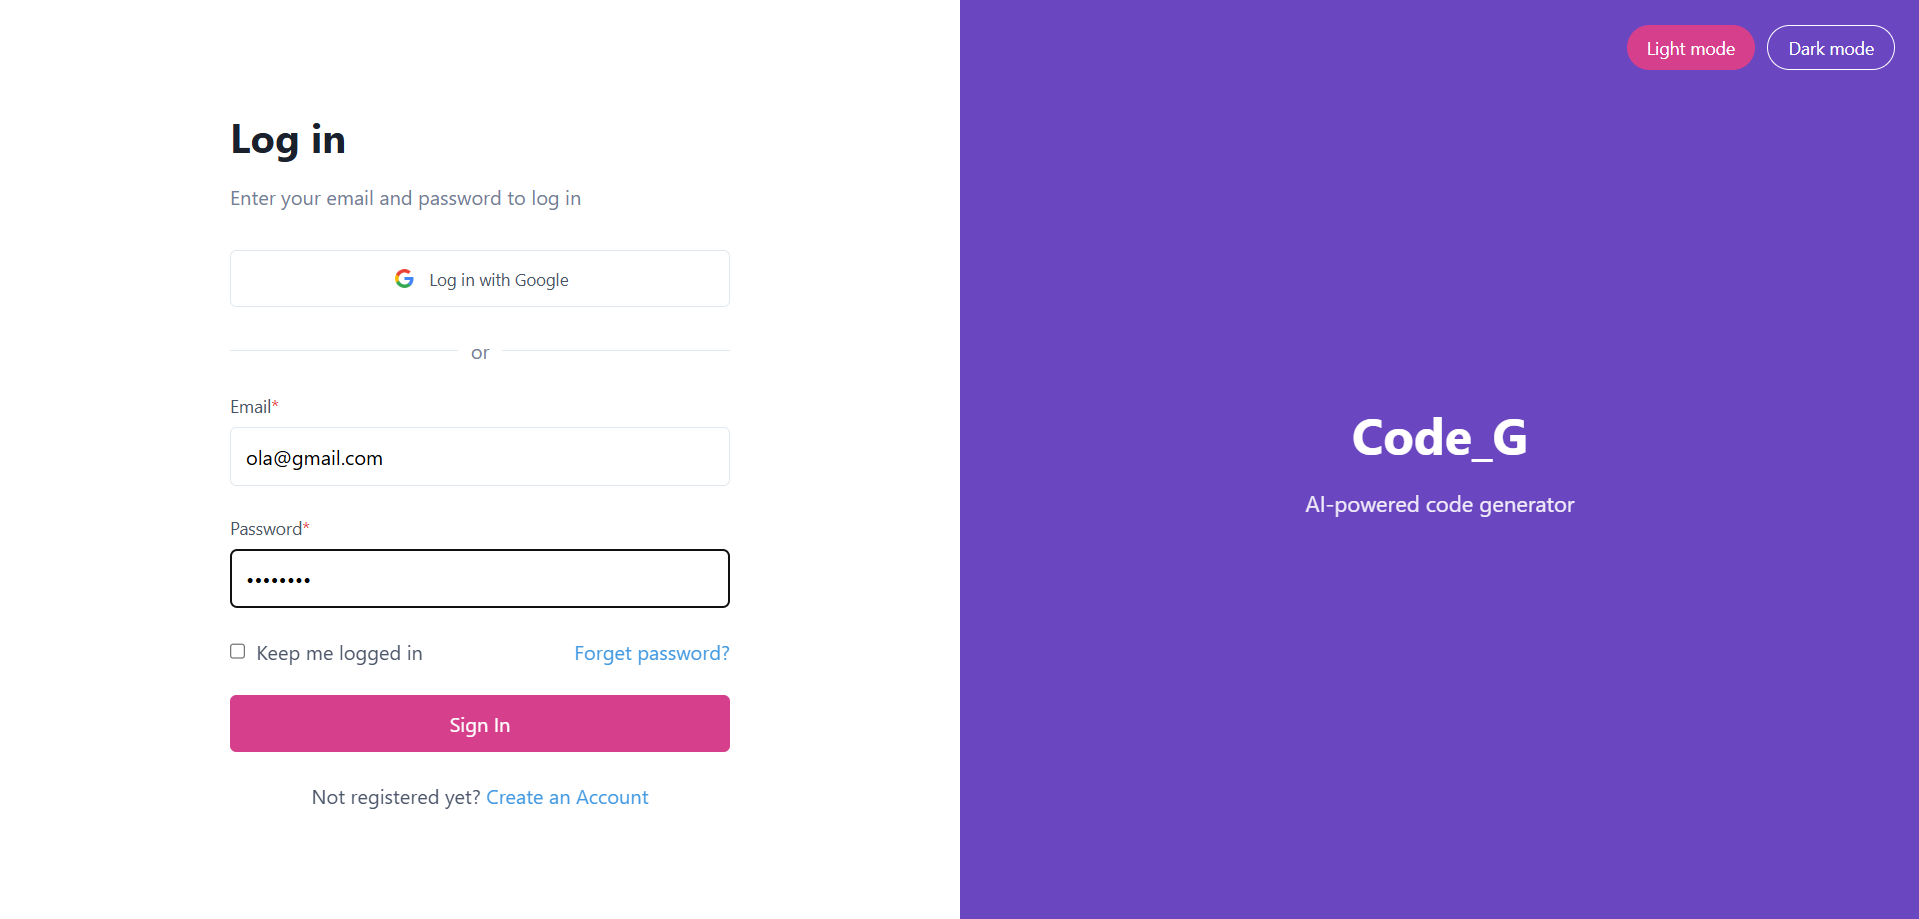 Light mode
Dark mode
Log in
Enter your email and password to log in
Log in with Google
or
Email*
ola@gmail.com
Password*
••••••••
Keep me logged in
Forget password?
Sign In
Not registered yet? Create an Account
Code_G
AI-powered code generator